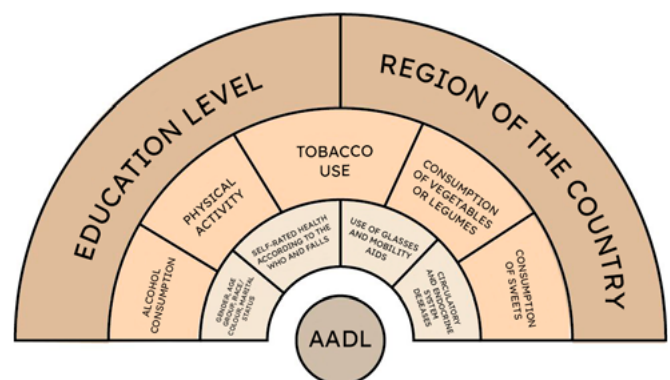 EDUCATION LEVEL
REGION OF THE COUNTRY
ALCOHOL
CONSUMPTION
PHYSICAL
ACTIVITY
TOBACCO
USE
CONSUMPTION
OF VEGETABLES
OR LEGUMES
CONSUMPTION
OF SWEETS
GENDER, AGE
GROUP, RACE/
COLOUR, MARITAL
STATUS
SELF-RATED HEALTH
ACCORDING TO THE
WHO AND FALLS
USE OF GLASSES
AND MOBILITY
AIDS
CIRCULATORY
AND ENDOCRINE
SYSTEM
DESEASES
AADL